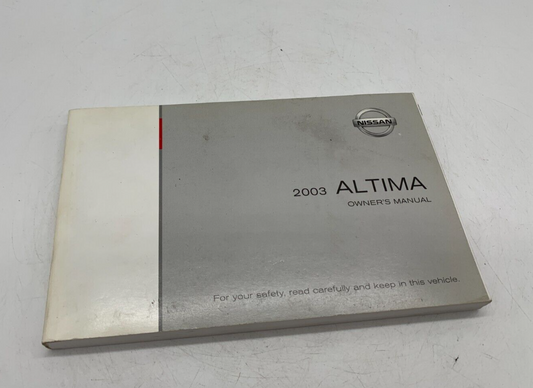 NISSAN
2003 ALTIMA
OWNER'S MANUAL
For your safety, read carefully and keep in this vehicle.